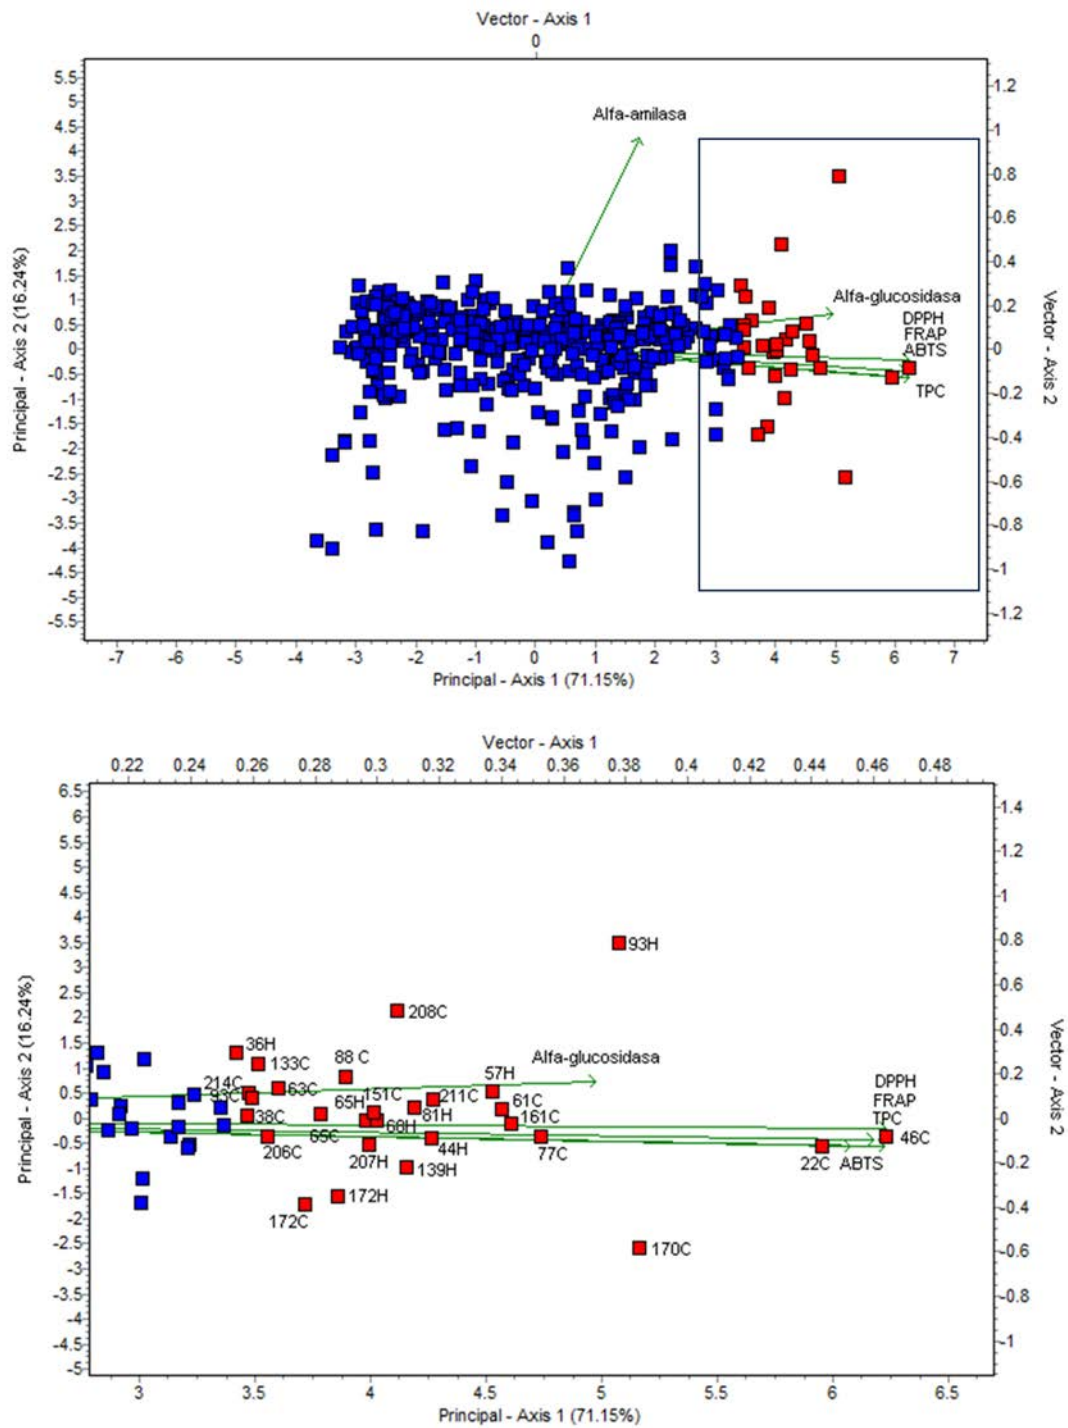 Vector - Axis 1
0
5.5
5
4.5
4
3.5
3
2.5
2
1.5
1
0.5
0
-0.5
-1
-1.5
-2
-2.5
-3
-3.5
-4
-4.5
-5
-5.5
Principal - Axis 2 (16.24%)
Alfa-amilasa
Alfa-glucosidasa
DPPH
FRAP
ABTS
TPC
1.2
1
0.8
0.6
0.4
0.2
0
-0.2
-0.4
-0.6
-0.8
-1
-1.2
Vector - Axis 2
-7 -6 -5 -4 -3 -2 -1 0 1 2 3 4 5 6 7
Principal - Axis 1 (71.15%)
Vector - Axis 1
0.22 0.24 0.26 0.28 0.3 0.32 0.34 0.36 0.38 0.4 0.42 0.44 0.46 0.48
6.5
6
5.5
5
4.5
4
3.5
3
2.5
2
1.5
1
0.5
0
-0.5
-1
-1.5
-2
-2.5
-3
-3.5
-4
-4.5
-5
Principal - Axis 2 (16.24%)
93H
208C
36H
133C
88 C
Alfa-glucosidasa
57H
214C
93C
63C
151C
211C
61C
DPPH
FRAP
TPC
65H
81H
161C
38C
65C
68H
46C
206C
207H
44H
77C
22C ABTS
139H
172H
172C
170C
1.4
1.2
1
0.8
0.6
0.4
0.2
0
-0.2
-0.4
-0.6
-0.8
-1
Vector - Axis 2
3 3.5 4 4.5 5 5.5 6 6.5
Principal - Axis 1 (71.15%)